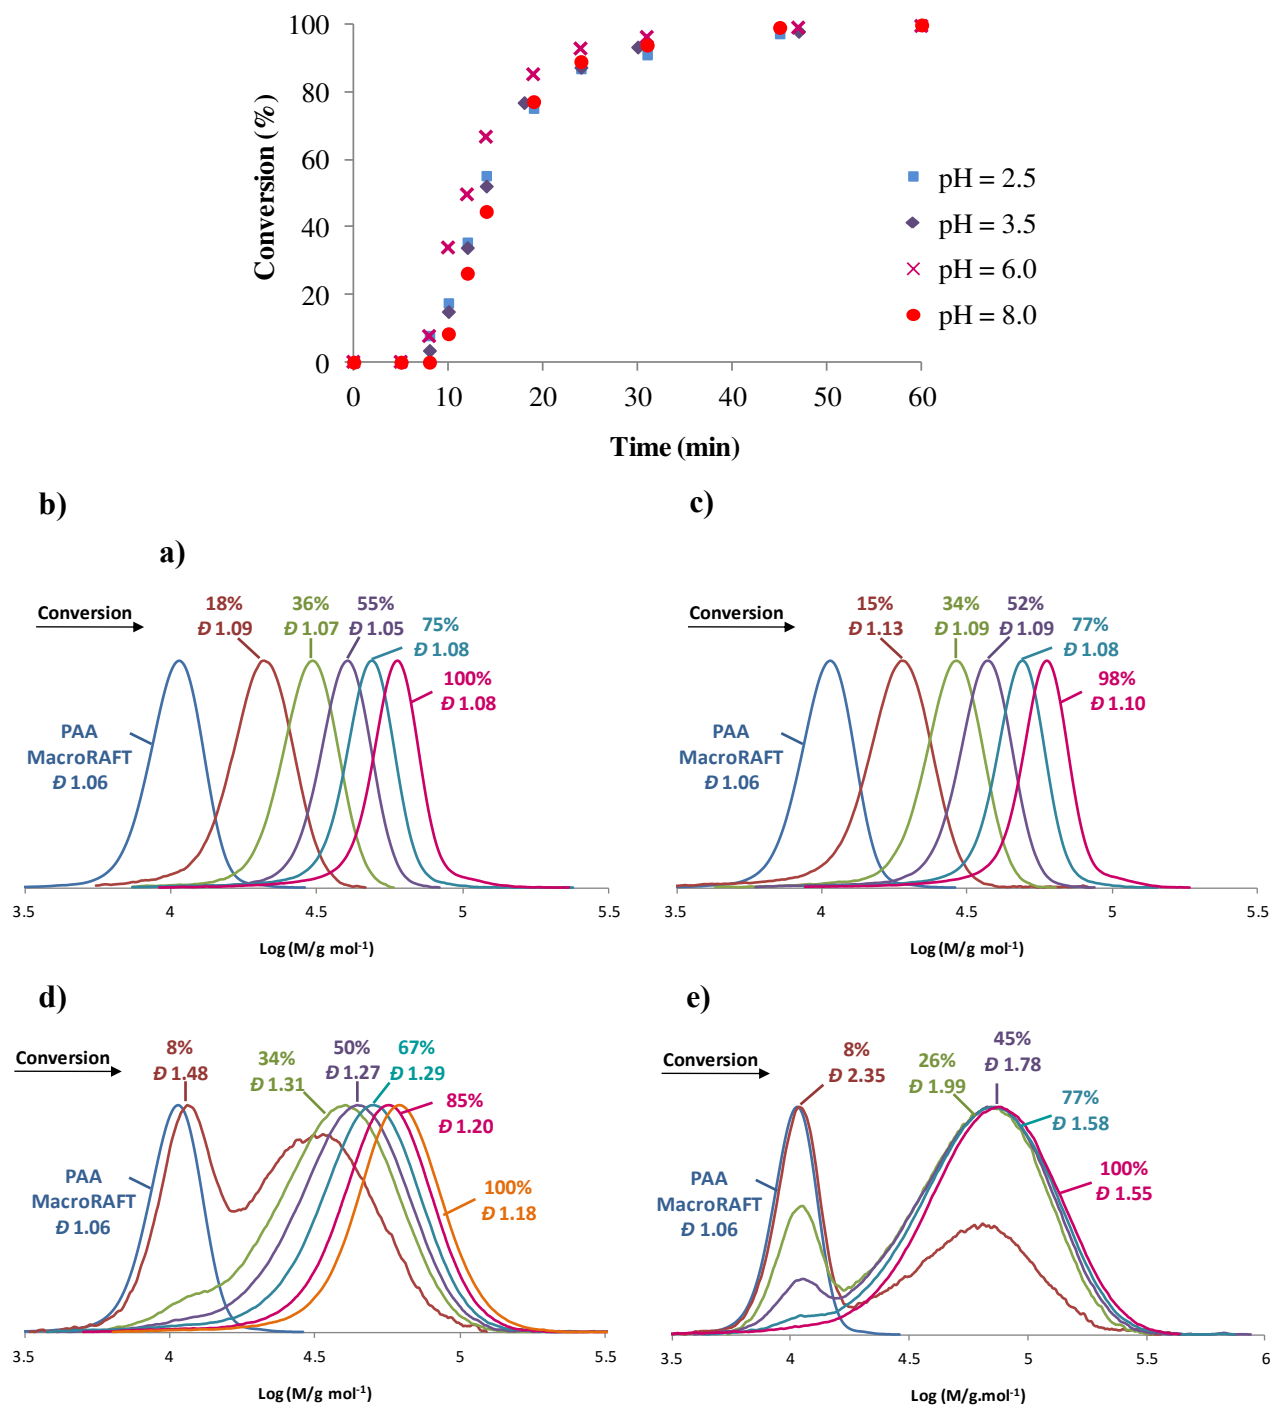 100
80
60
40
20
0
Conversion (%)
0 10 20 30 40 50 60
Time (min)
pH = 2.5
pH = 3.5
pH = 6.0
pH = 8.0
b)
c)
a)
Conversion
18%
Đ 1.09
36%
Đ 1.07
55%
Đ 1.05
75%
Đ 1.08
100%
Đ 1.08
PAA
MacroRAFT
Đ 1.06
3.5 4 4.5 5 5.5
Log (M/g mol⁻¹)
Conversion
15%
Đ 1.13
34%
Đ 1.09
52%
Đ 1.09
77%
Đ 1.08
98%
Đ 1.10
PAA
MacroRAFT
Đ 1.06
3.5 4 4.5 5 5.5
Log (M/g mol⁻¹)
d)
e)
Conversion
8%
Đ 1.48
34%
Đ 1.31
50%
Đ 1.27
67%
Đ 1.29
85%
Đ 1.20
100%
Đ 1.18
PAA
MacroRAFT
Đ 1.06
3.5 4 4.5 5 5.5
Log (M/g mol⁻¹)
Conversion
8%
Đ 2.35
26%
Đ 1.99
45%
Đ 1.78
77%
Đ 1.58
100%
Đ 1.55
PAA
MacroRAFT
Đ 1.06
3.5 4 4.5 5 5.5 6
Log (M/g.mol⁻¹)